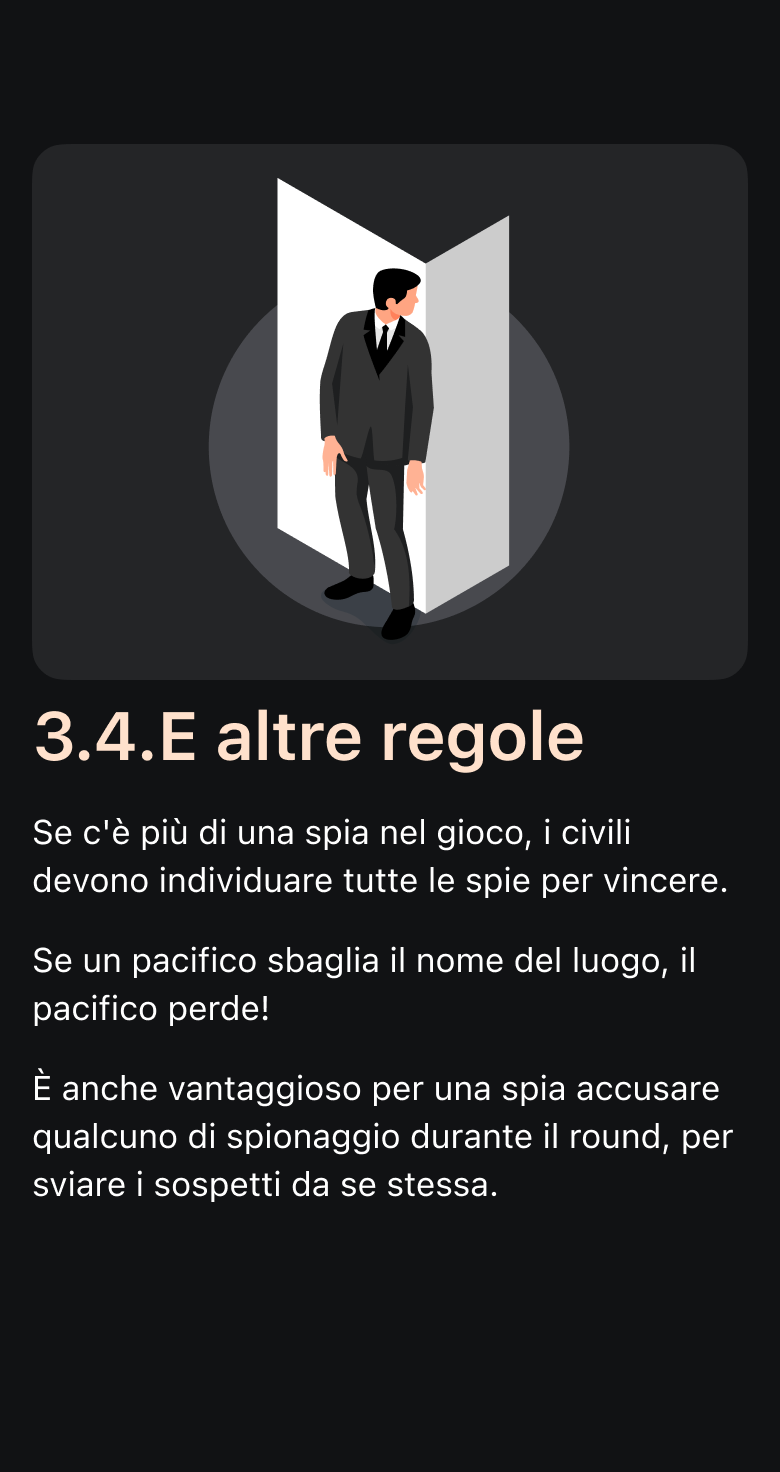 3.4.E altre regole
Se c'è più di una spia nel gioco, i civili
devono individuare tutte le spie per vincere.
Se un pacifico sbaglia il nome del luogo, il
pacifico perde!
È anche vantaggioso per una spia accusare
qualcuno di spionaggio durante il round, per
sviare i sospetti da se stessa.